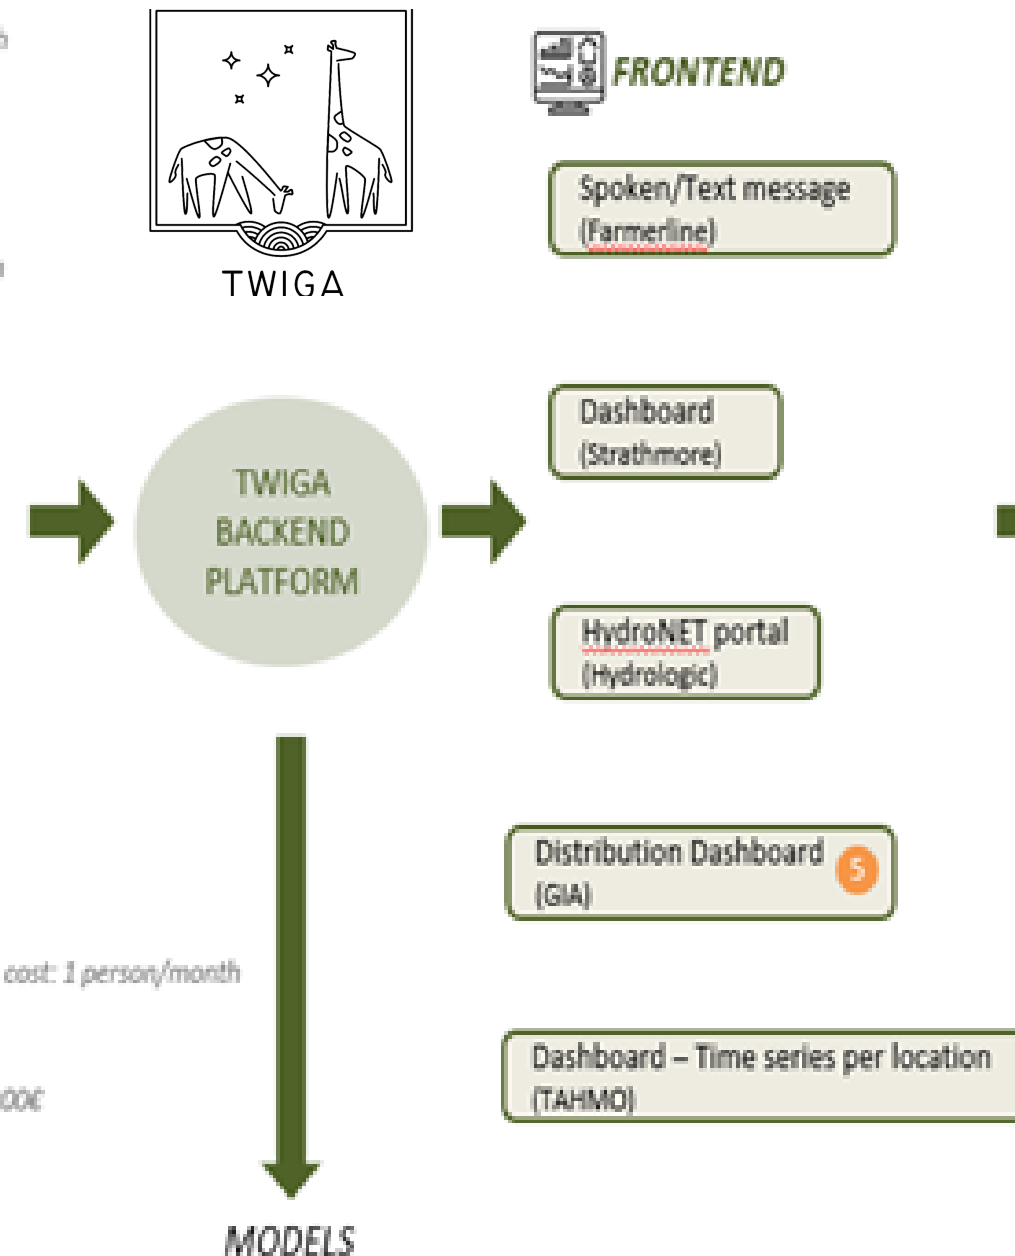 TWIGA
FRONTEND
Spoken/Text message
(Farmerline)
Dashboard
(Strathmore)
TWIGA
BACKEND
PLATFORM
HydroNET portal
(Hydrologic)
Distribution Dashboard
5
(GIA)
cost: 1 person/month
Dashboard – Time series per location
(TAHMO)
00€
MODELS